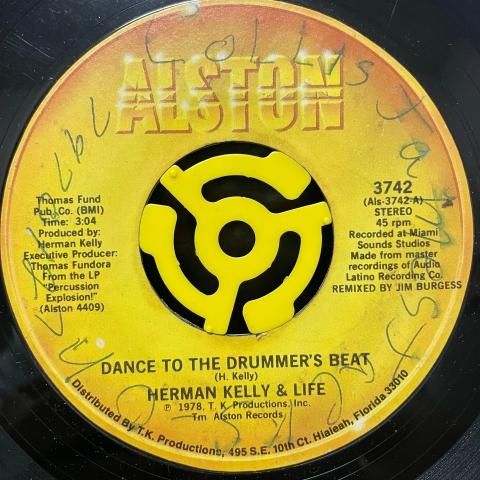 ALSTON
Thomas Fund
Pub. Co. (BMI)
Time: 3:04
Produced by:
Herman Kelly
Executive Producer:
Thomas Fundora
From the LP
"Percussion
Explosion!"
(Alston 4409)
3742
(Als-3742-A)
STEREO
45 rpm
Recorded at Miami
Sounds Studios
Made from master
recordings of Audio
Latino Recording Co.
REMIXED BY JIM BURGESS
DANCE TO THE DRUMMER'S BEAT
(H. Kelly)
HERMAN KELLY & LIFE
℗ 1978, T. K. Productions, Inc.
Tm Alston Records
Distributed By T.K. Productions, 495 S.E. 10th Ct. Hialeah, Florida 33010